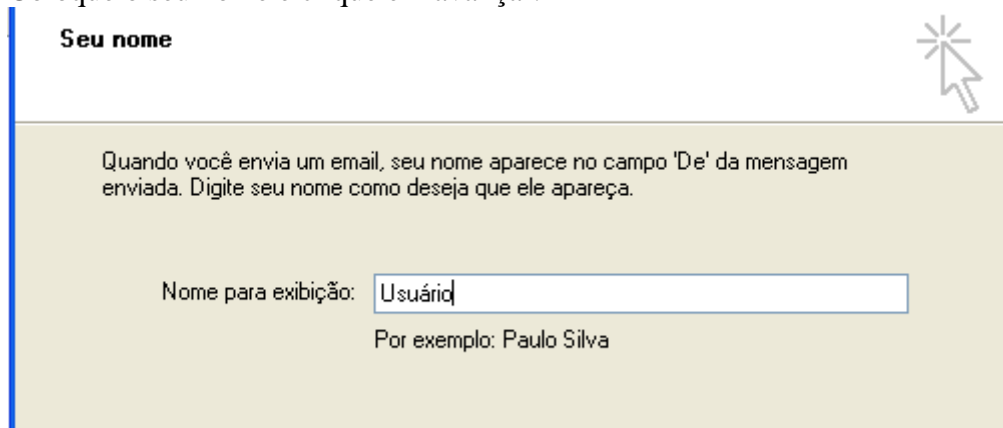 Seu nome
Quando você envia um email, seu nome aparece no campo 'De' da mensagem
enviada. Digite seu nome como deseja que ele apareça.
Nome para exibição: Usuário
Por exemplo: Paulo Silva